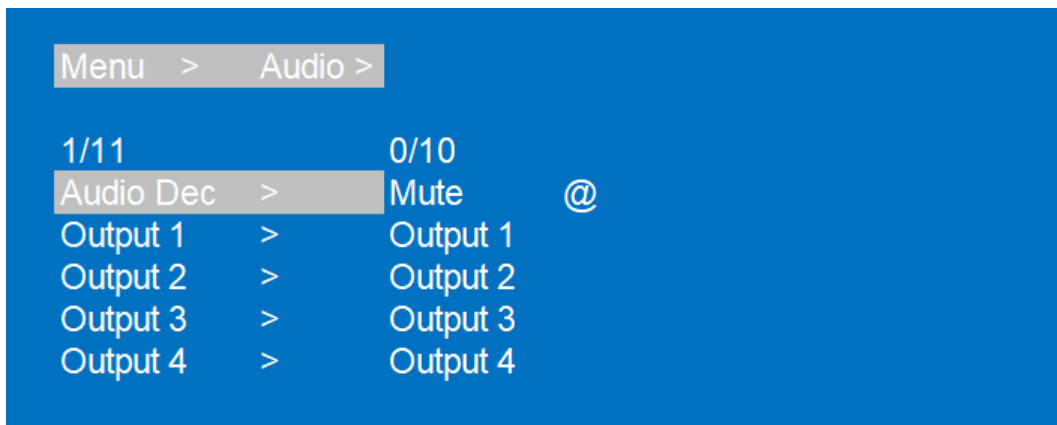 Menu > Audio >
1/11 0/10
Audio Dec > Mute @
Output 1 > Output 1
Output 2 > Output 2
Output 3 > Output 3
Output 4 > Output 4